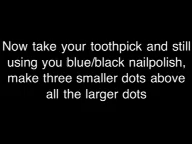 Now take your toothpick and still
using you blue/black nailpolish,
make three smaller dots above
all the larger dots